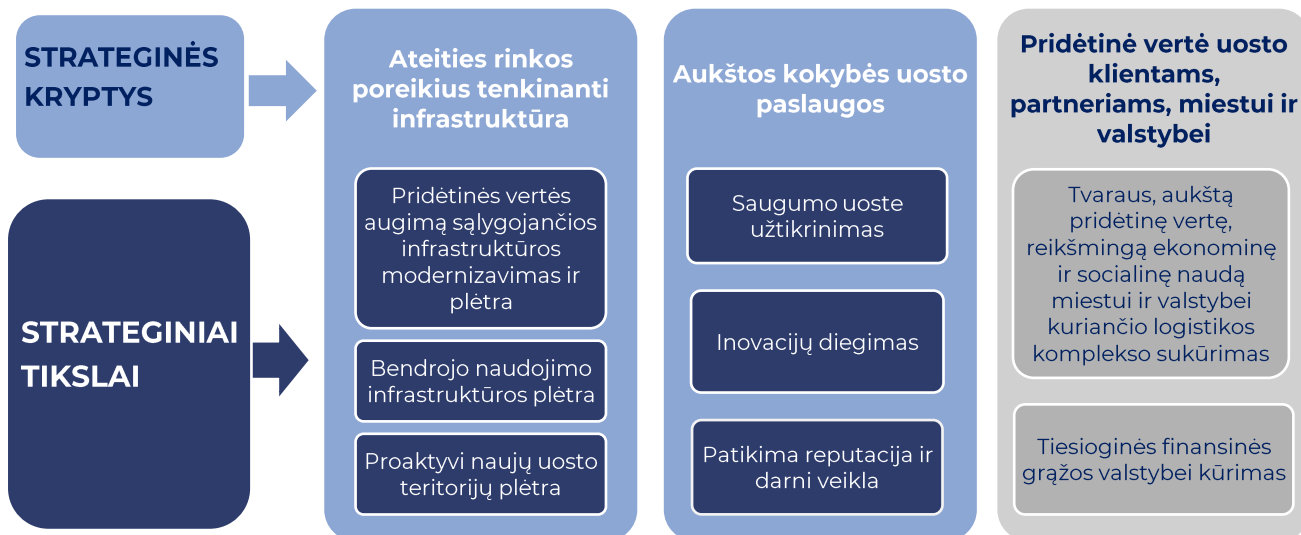 STRATEGINĖS
KRYPTYS
Ateities rinkos
poreikius tenkinanti
infrastruktūra
Aukštos kokybės uosto
paslaugos
Pridėtinė vertė uosto
klientams,
partneriams, miestui ir
valstybei
STRATEGINIAI
TIKSLAI
Pridėtinės vertės
augimą sąlygojančios
infrastruktūros
modernizavimas ir
plėtra
Bendrojo naudojimo
infrastruktūros plėtra
Proaktyvi naujų uosto
teritorijų plėtra
Saugumo uoste
užtikrinimas
Inovacijų diegimas
Patikima reputacija ir
darni veikla
Tvaraus, aukštą
pridėtinę vertę,
reikšmingą ekonominę
ir socialinę naudą
miestui ir valstybei
kuriančio logistikos
komplekso sukūrimas
Tiesioginės finansinės
grąžos valstybei kūrimas